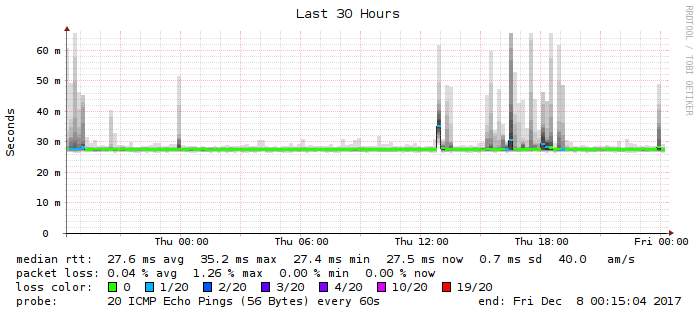 Last 30 Hours
RRDTOOL / TOBI OETIKER
Seconds
60 m
50 m
40 m
30 m
20 m
10 m
0
Thu 00:00 Thu 06:00 Thu 12:00 Thu 18:00 Fri 00:00
median rtt: 27.6 ms avg 35.2 ms max 27.4 ms min 27.5 ms now 0.7 ms sd 40.0 am/s
packet loss: 0.04 % avg 1.26 % max 0.00 % min 0.00 % now
loss color: 0 1/20 2/20 3/20 4/20 10/20 19/20
probe: 20 ICMP Echo Pings (56 Bytes) every 60s end: Fri Dec 8 00:15:04 2017